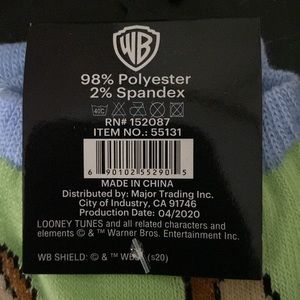 WB
98% Polyester
2% Spandex
40C
RN# 152087
ITEM NO.: 55131
6 90102 55290 5
MADE IN CHINA
Distributed by: Major Trading Inc.
City of Industry, CA 91746
Production Date: 04/2020
LOONEY TUNES and all related characters and
elements © & ™ Warner Bros. Entertainment Inc.
WB SHIELD: © & ™ (s20)